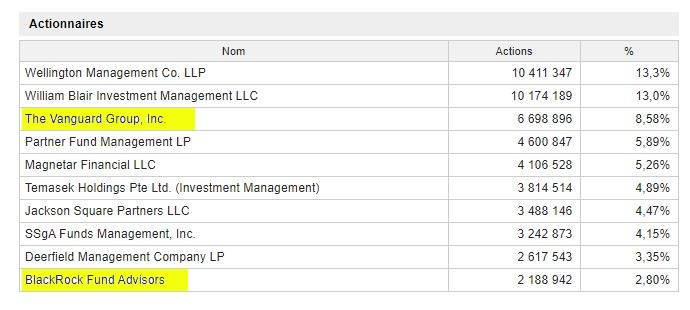 Actionnaires
Nom Actions %
Wellington Management Co. LLP 10 411 347 13,3%
William Blair Investment Management LLC 10 174 189 13,0%
The Vanguard Group, Inc. 6 698 896 8,58%
Partner Fund Management LP 4 600 847 5,89%
Magnetar Financial LLC 4 106 528 5,26%
Temasek Holdings Pte Ltd. (Investment Management) 3 814 514 4,89%
Jackson Square Partners LLC 3 488 146 4,47%
SSgA Funds Management, Inc. 3 242 873 4,15%
Deerfield Management Company LP 2 617 543 3,35%
BlackRock Fund Advisors 2 188 942 2,80%